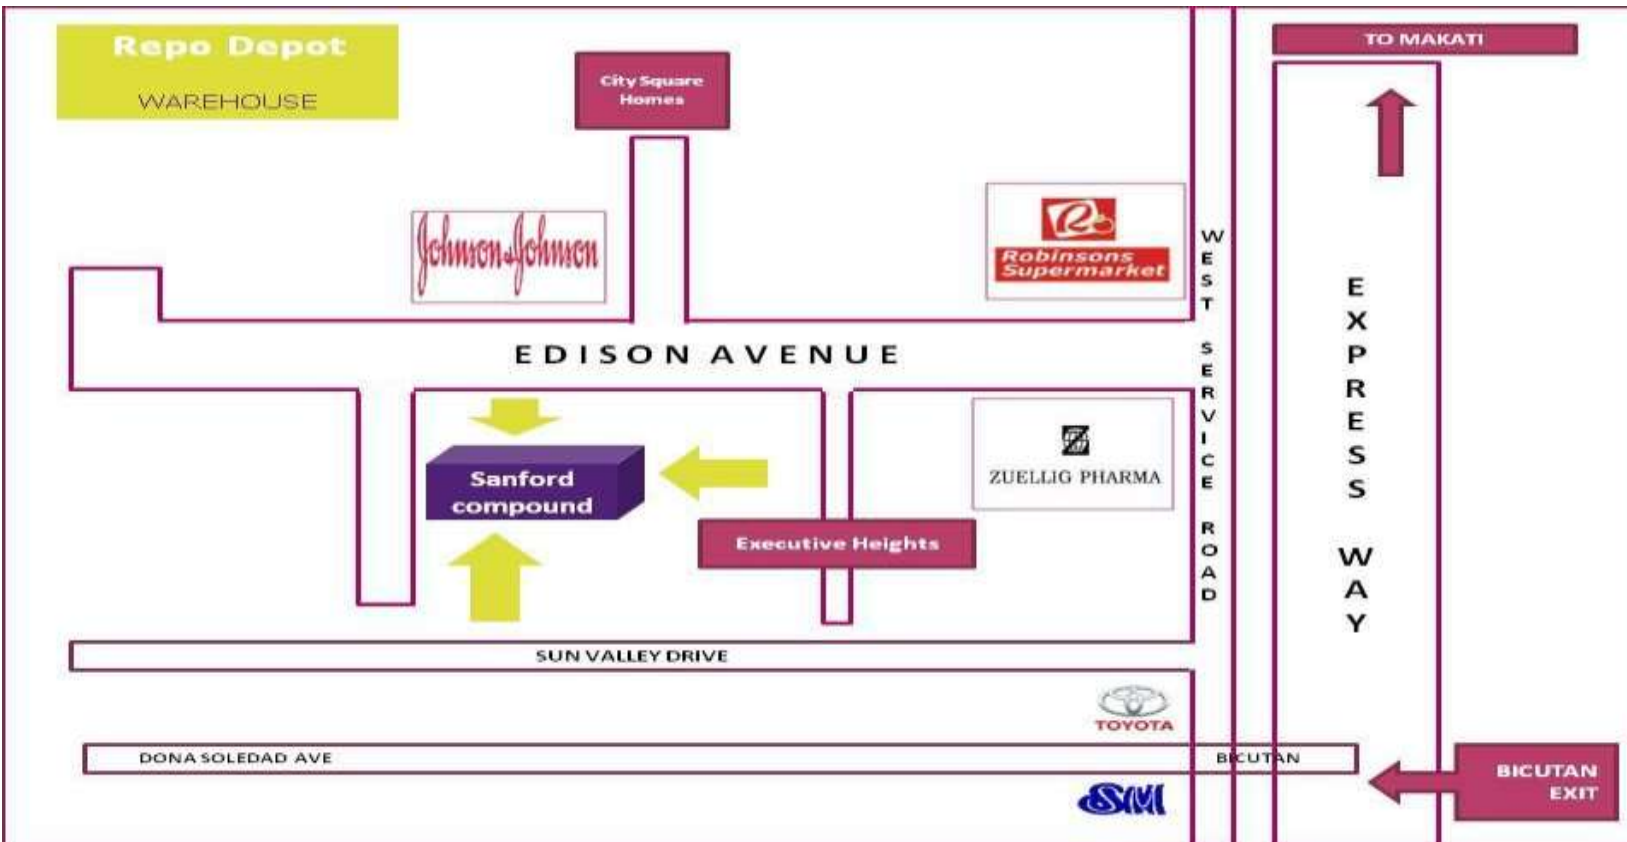 Repo Depot
WAREHOUSE
City Square
Homes
TO MAKATI
Johnson & Johnson
R
Robinsons
Supermarket
WEST SERVICE ROAD
EXPRESS WAY
EDISON AVENUE
Sanford
compound
Z
ZUELLIG PHARMA
Executive Heights
SUN VALLEY DRIVE
TOYOTA
DONA SOLEDAD AVE
BICUTAN
BICUTAN
EXIT
SM